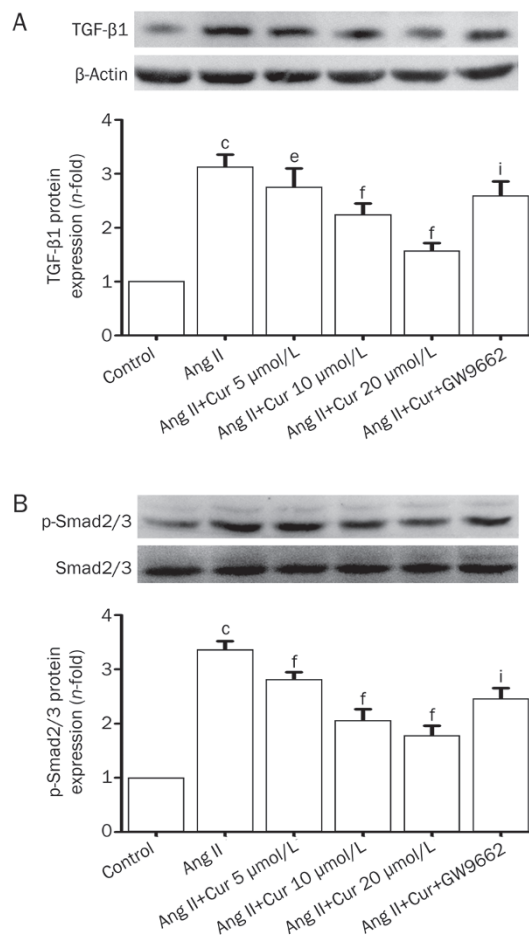 A
TGF-β1
β-Actin
TGF-β1 protein
expression (n-fold)
4
3
2
1
0
c
e
f
f
i
Control
Ang II
Ang II+Cur 5 μmol/L
Ang II+Cur 10 μmol/L
Ang II+Cur 20 μmol/L
Ang II+Cur+GW9662
B
p-Smad2/3
Smad2/3
p-Smad2/3 protein
expression (n-fold)
4
3
2
1
0
c
f
f
f
i
Control
Ang II
Ang II+Cur 5 μmol/L
Ang II+Cur 10 μmol/L
Ang II+Cur 20 μmol/L
Ang II+Cur+GW9662